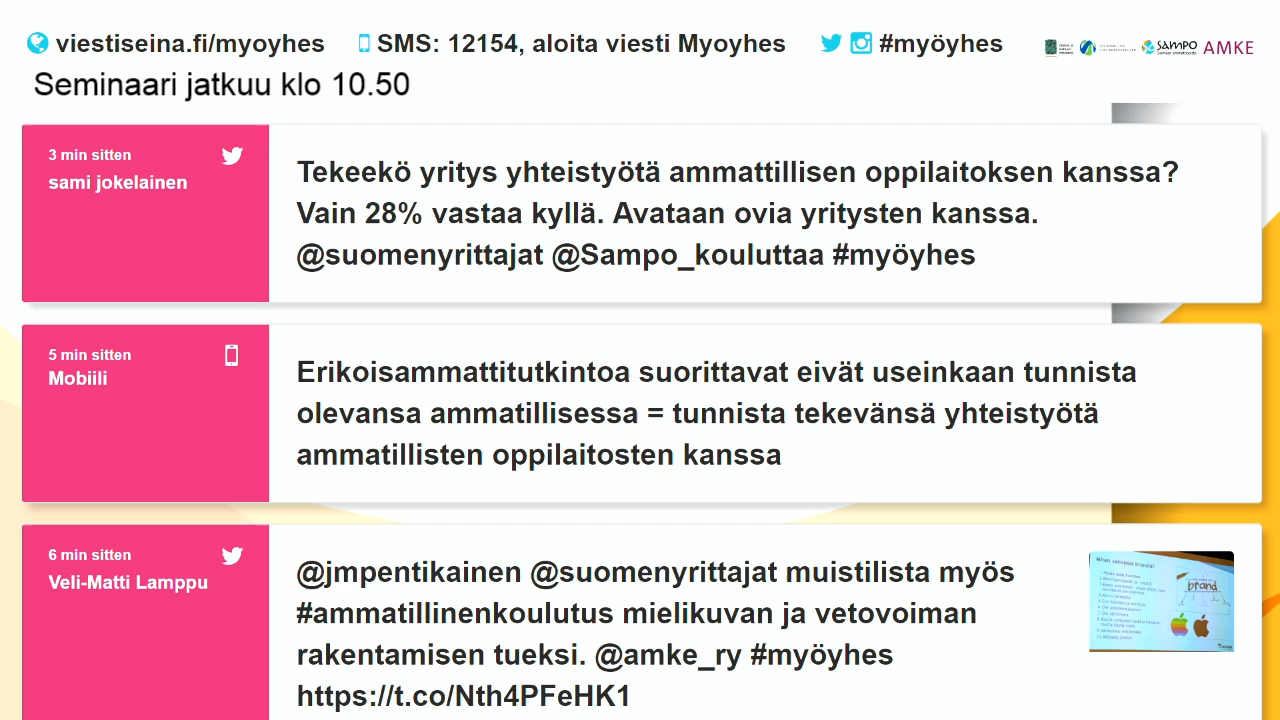 viestiseina.fi/myoyhes SMS: 12154, aloita viesti Myoyhes #myöyhes
SAMPO AMKE
Seminaari jatkuu klo 10.50
3 min sitten
sami jokelainen
Tekeekö yritys yhteistyötä ammattillisen oppilaitoksen kanssa?
Vain 28% vastaa kyllä. Avataan ovia yritysten kanssa.
@suomenyrittajat @Sampo_kouluttaa #myöyhes
5 min sitten
Mobiili
Erikoisammattitutkintoa suorittavat eivät useinkaan tunnista
olevansa ammatillisessa = tunnista tekevänsä yhteistyötä
ammatillisten oppilaitosten kanssa
6 min sitten
Veli-Matti Lamppu
@jmpentikainen @suomenyrittajat muistilista myös
#ammatillinenkoulutus mielikuvan ja vetovoiman
rakentamisen tueksi. @amke_ry #myöyhes
https://t.co/Nth4PFeHK1
brand